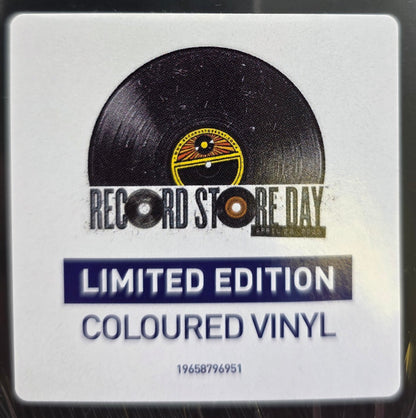 RECORD STORE DAY
LIMITED EDITION
COLOURED VINYL
19658796951